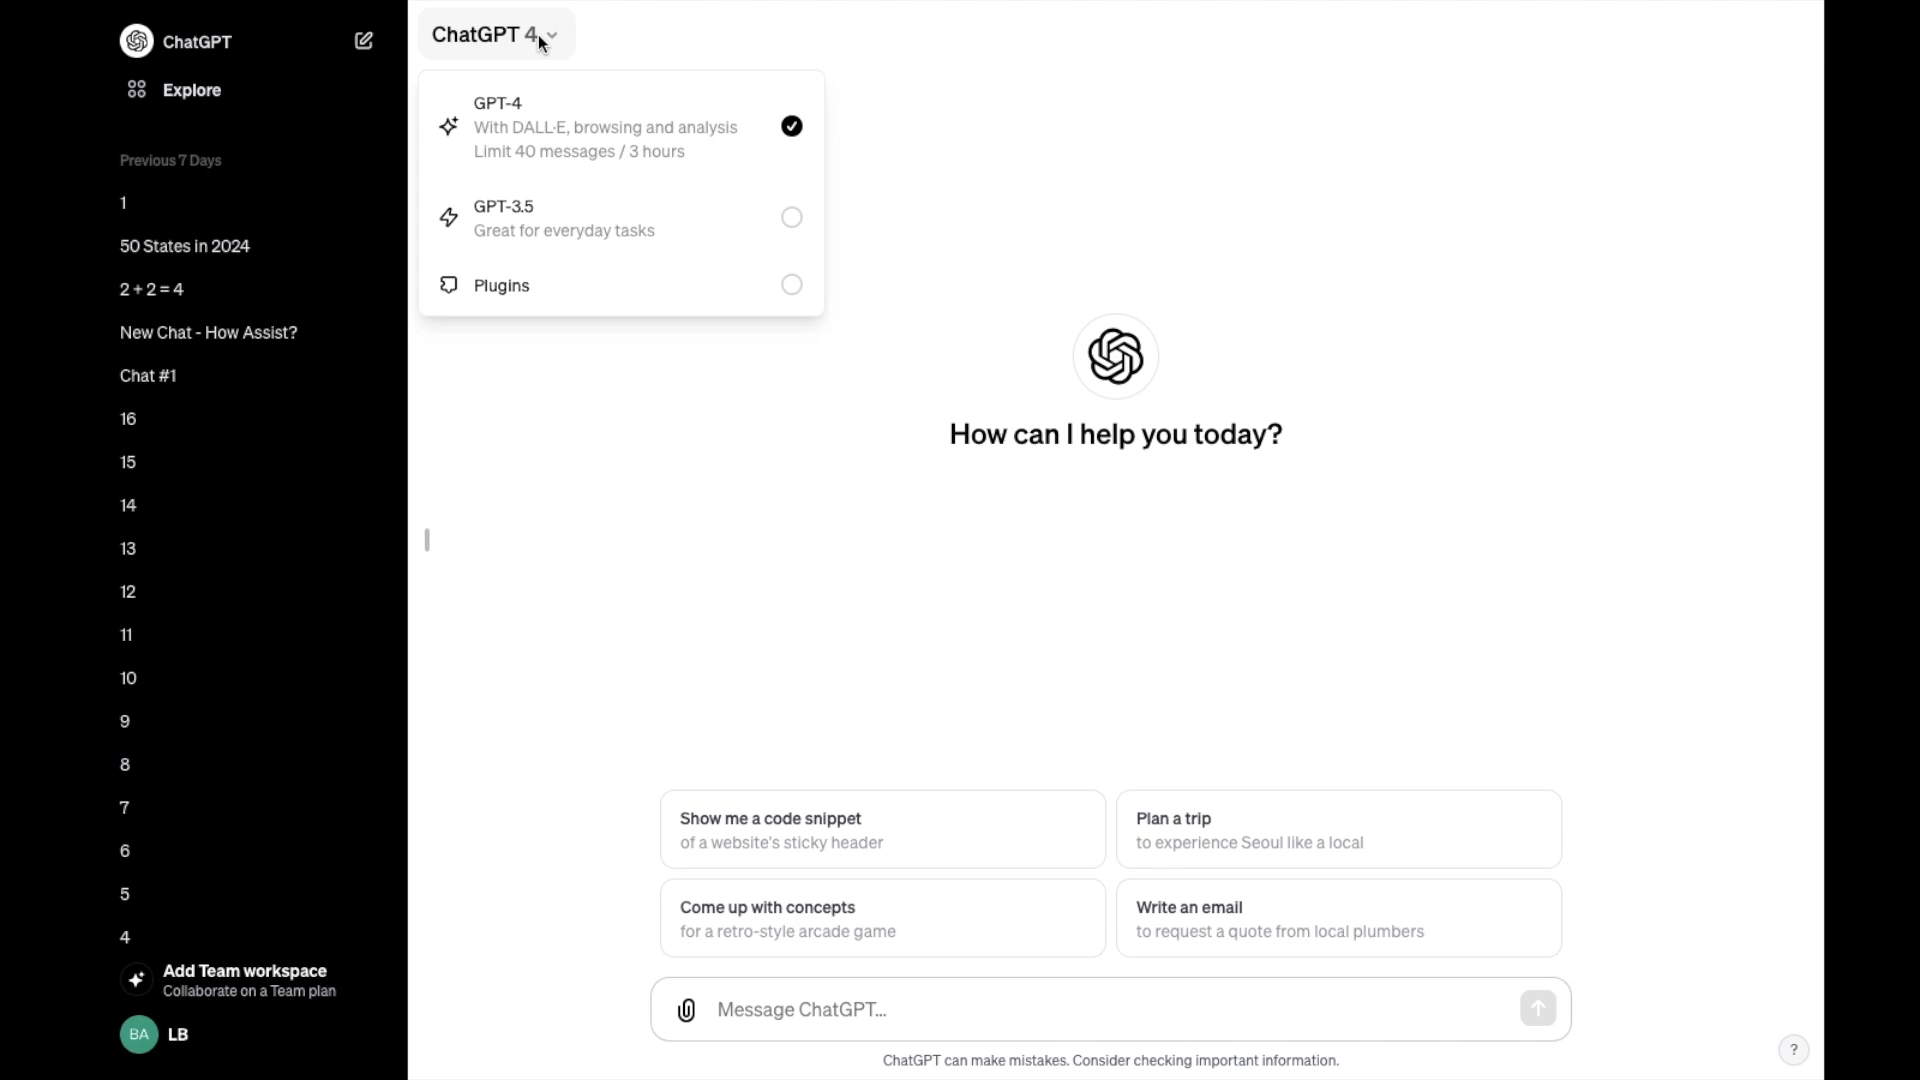 ChatGPT
Explore
Previous 7 Days
1
50 States in 2024
2 + 2 = 4
New Chat - How Assist?
Chat #1
16
15
14
13
12
11
10
9
8
7
6
5
4
Add Team workspace
Collaborate on a Team plan
BA LB
ChatGPT 4
GPT-4
With DALL·E, browsing and analysis
Limit 40 messages / 3 hours
GPT-3.5
Great for everyday tasks
Plugins
How can I help you today?
Show me a code snippet
of a website's sticky header
Plan a trip
to experience Seoul like a local
Come up with concepts
for a retro-style arcade game
Write an email
to request a quote from local plumbers
Message ChatGPT...
ChatGPT can make mistakes. Consider checking important information.
?